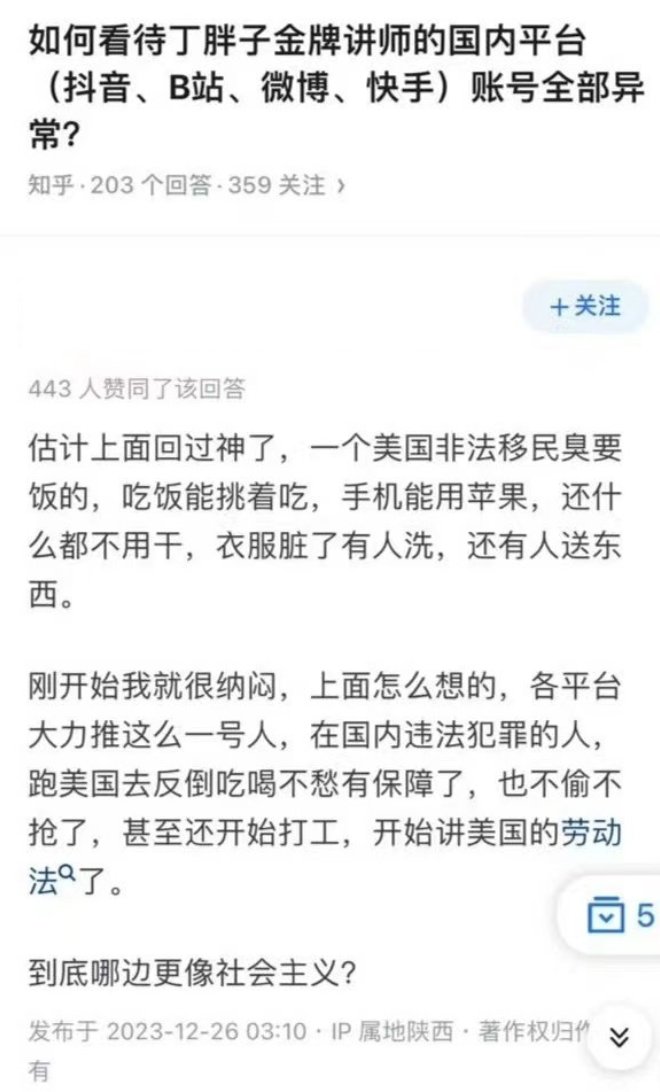 如何看待丁胖子金牌讲师的国内平台
（抖音、B站、微博、快手）账号全部异
常？
知乎 · 203 个回答 · 359 关注 ›
+关注
443 人赞同了该回答
估计上面回过神了，一个美国非法移民臭要
饭的，吃饭能挑着吃，手机能用苹果，还什
么都不用干，衣服脏了有人洗，还有人送东
西。
刚开始我就很纳闷，上面怎么想的，各平台
大力推这么一号人，在国内违法犯罪的人，
跑美国去反倒吃喝不愁有保障了，也不偷不
抢了，甚至还开始打工，开始讲美国的劳动
法了。
5
到底哪边更像社会主义？
发布于 2023-12-26 03:10 · IP 属地陕西 · 著作权归作
有